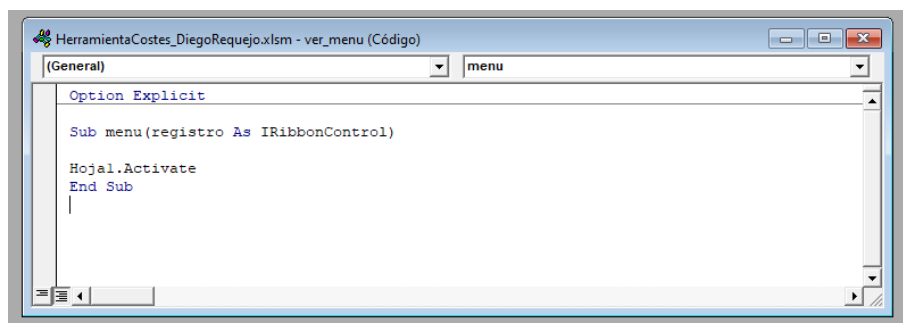 HerramientaCostes_DiegoRequejo.xlsm - ver_menu (Código)
(General) menu
Option Explicit
Sub menu(registro As IRibbonControl)
Hoja1.Activate
End Sub